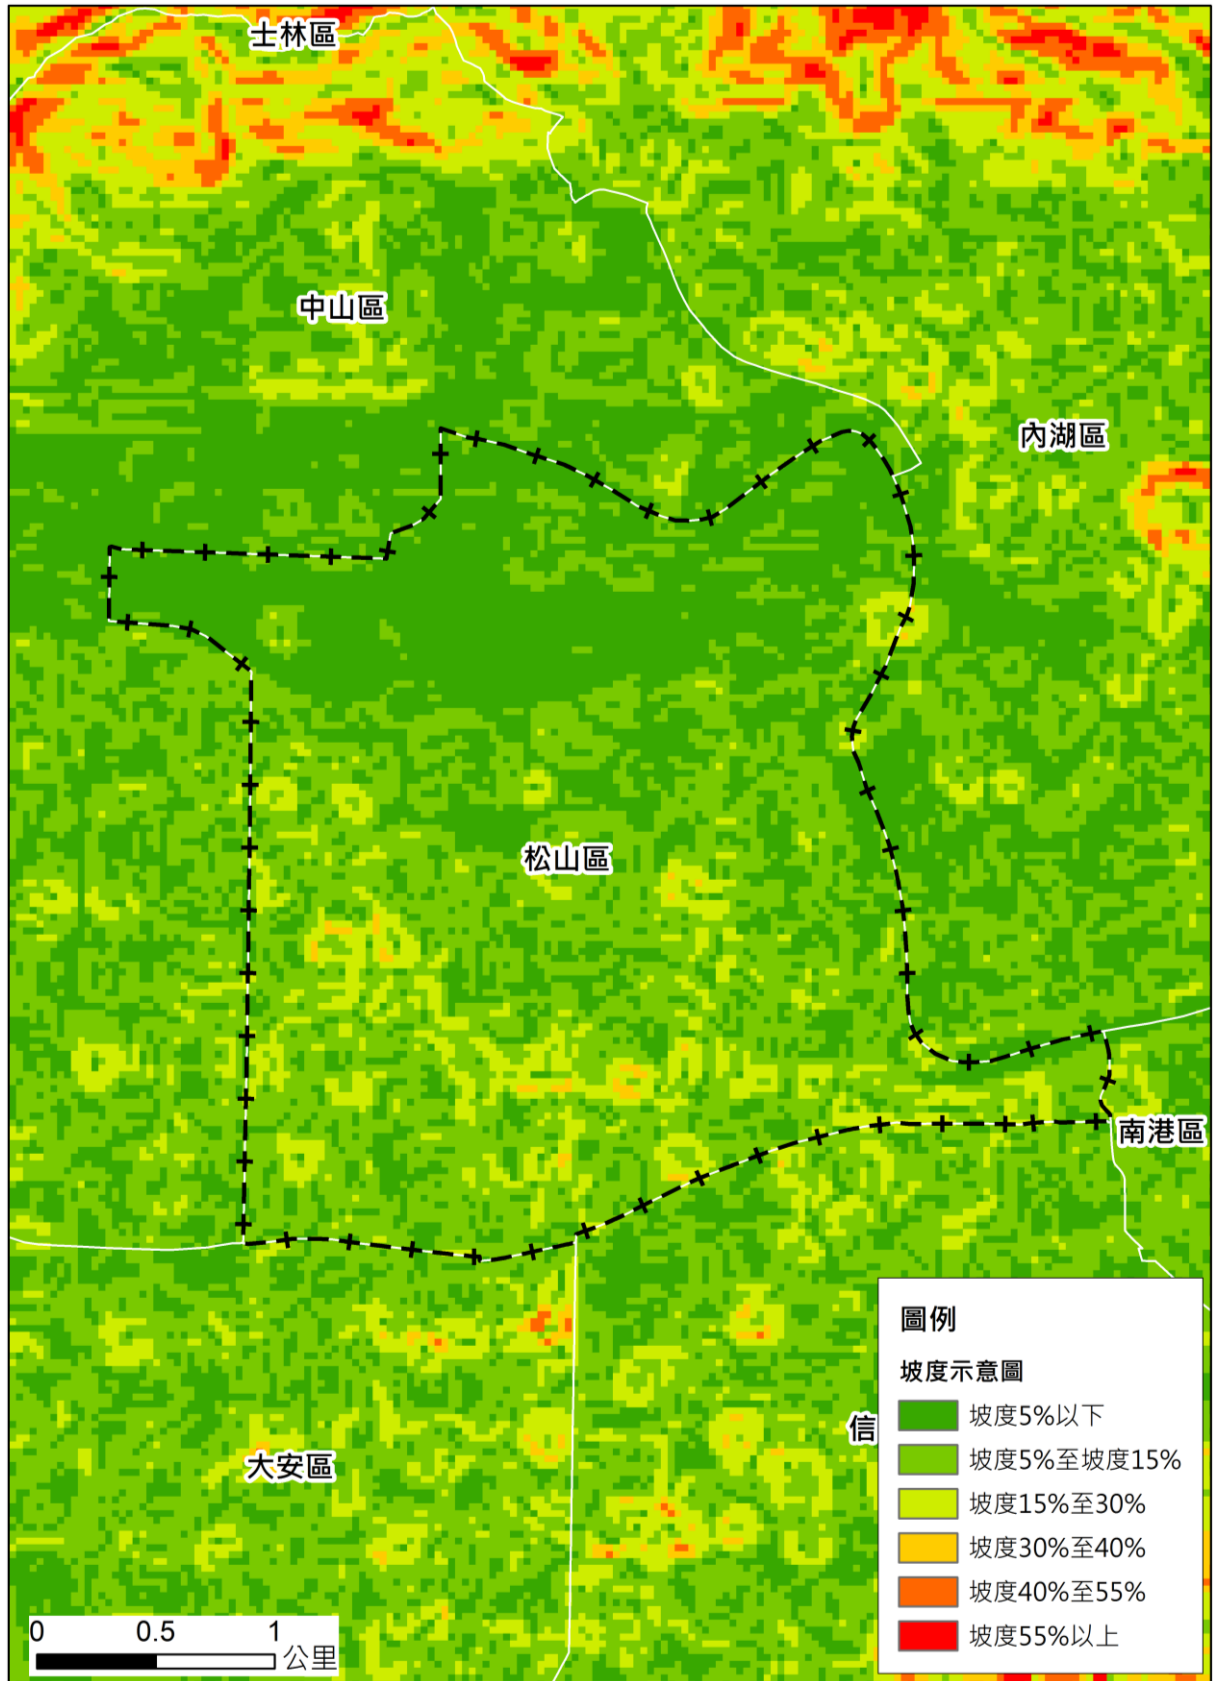 士林區
中山區
內湖區
松山區
南港區
信
大安區
圖例
坡度示意圖
坡度5%以下
坡度5%至坡度15%
坡度15%至30%
坡度30%至40%
坡度40%至55%
坡度55%以上
0 0.5 1
公里